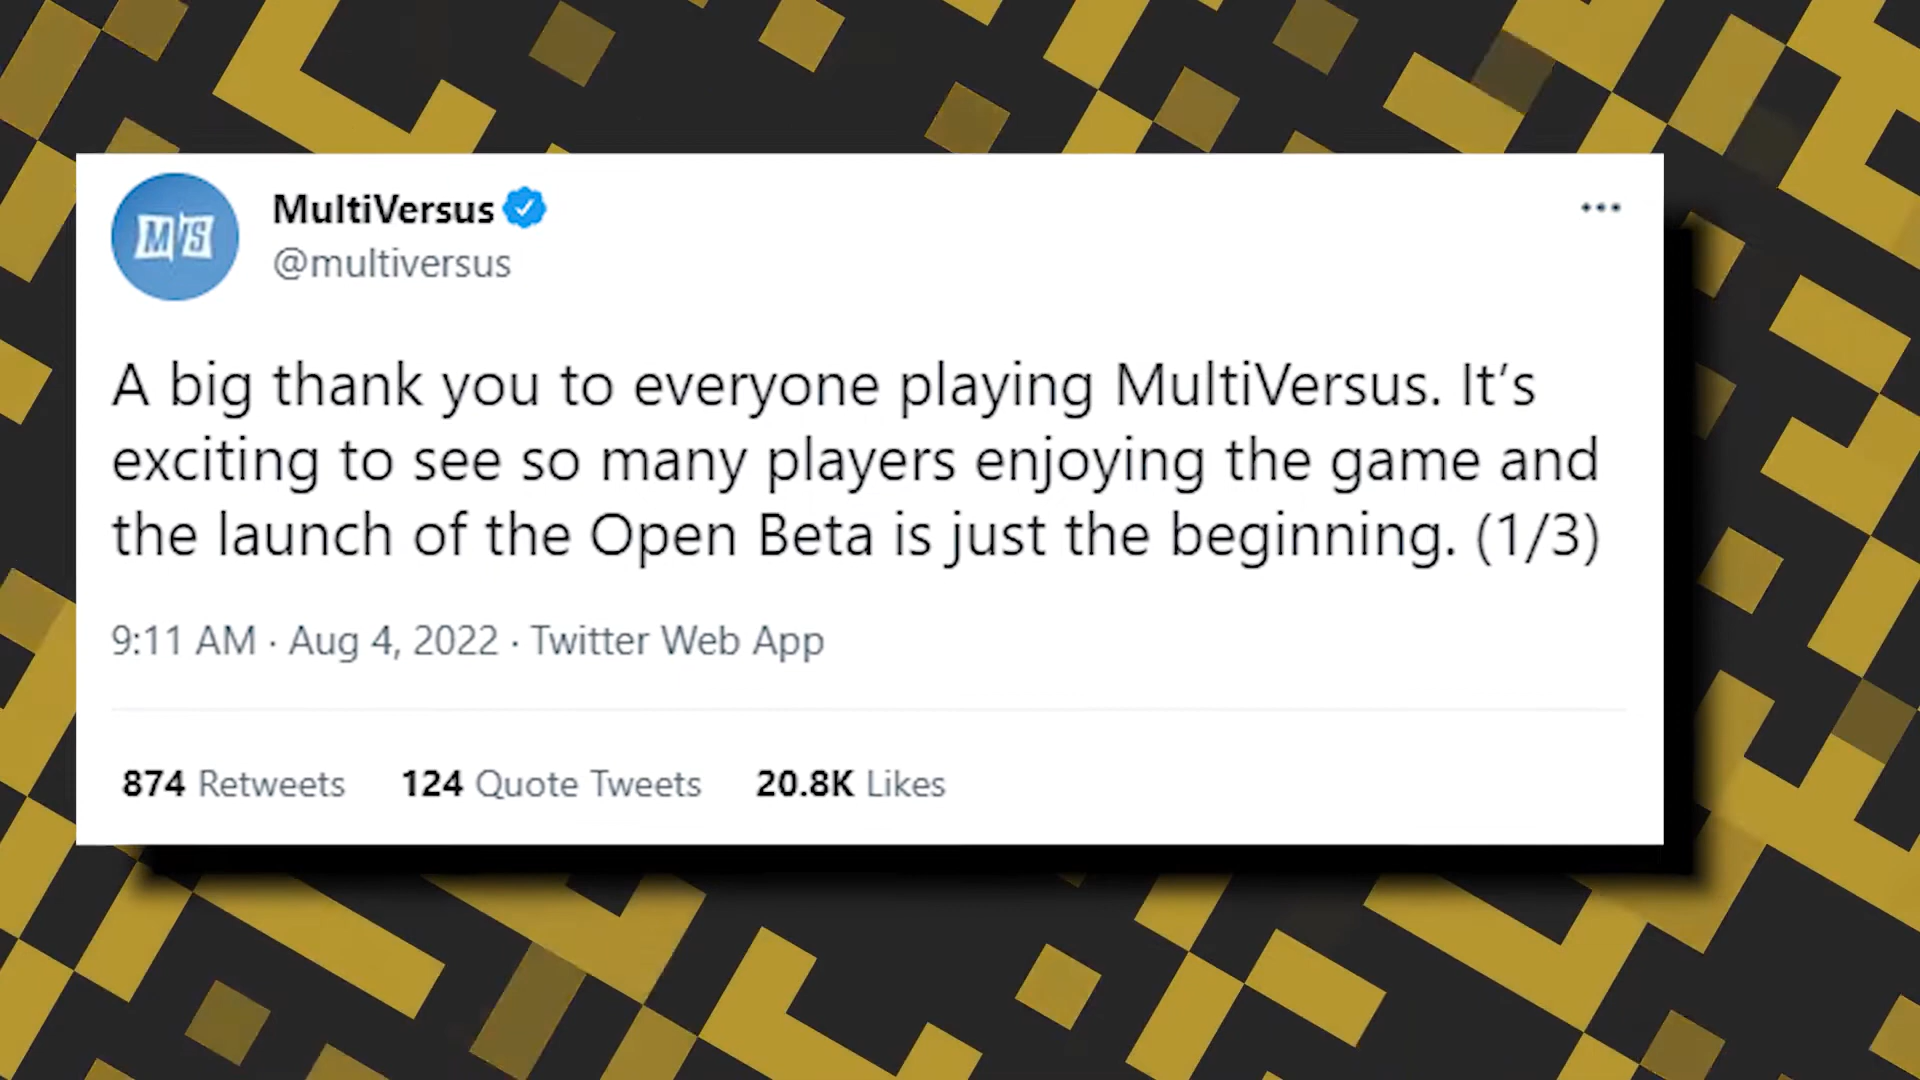 MVS
MultiVersus
@multiversus
A big thank you to everyone playing MultiVersus. It’s
exciting to see so many players enjoying the game and
the launch of the Open Beta is just the beginning. (1/3)
9:11 AM · Aug 4, 2022 · Twitter Web App
874 Retweets 124 Quote Tweets 20.8K Likes